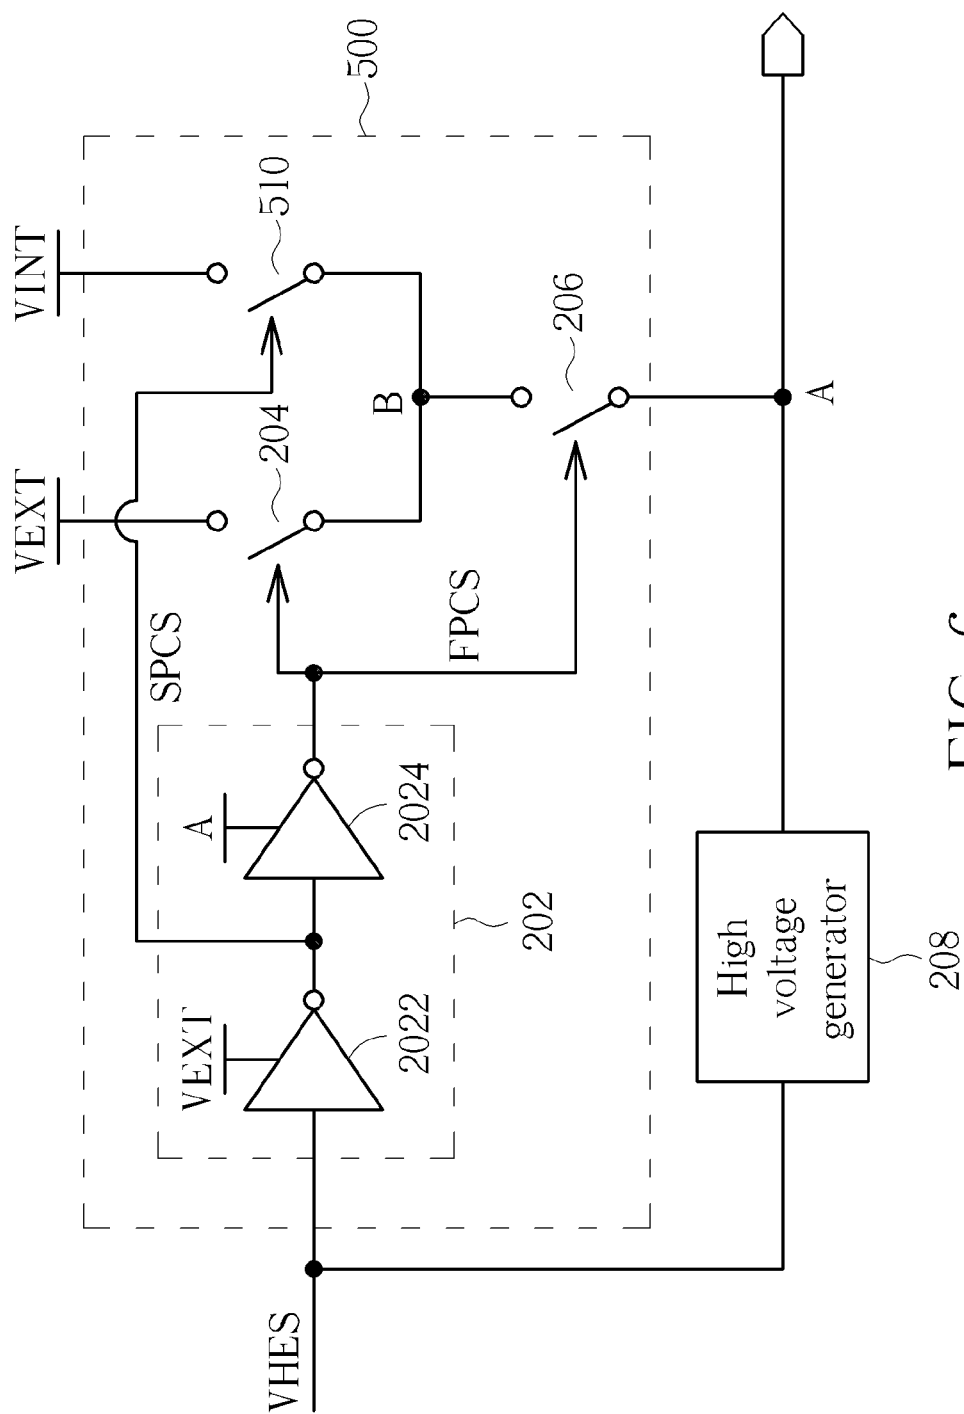 VINT
VEXT
500
510
204
206
B
A
SPCS
FPCS
A
2024
202
VEXT
2022
High
voltage
generator
208
VHES